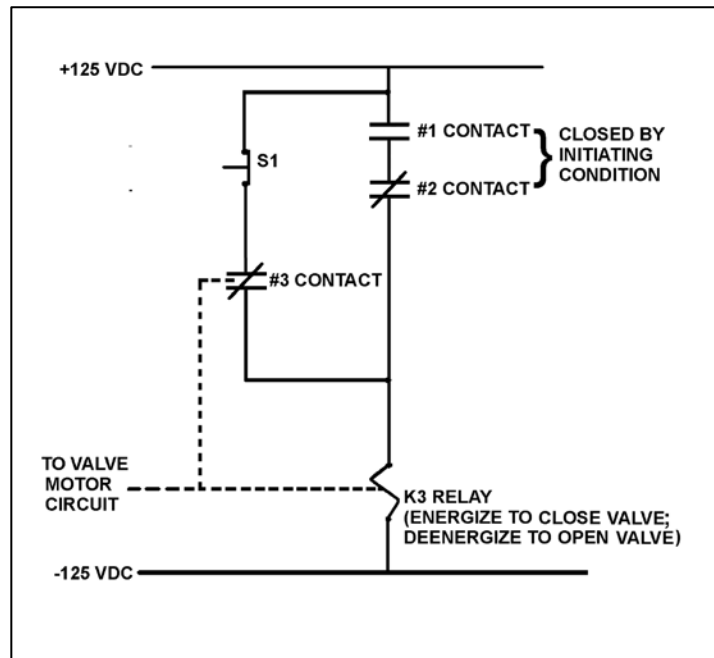 +125 VDC
#1 CONTACT
CLOSED BY
INITIATING
CONDITION
S1
#2 CONTACT
#3 CONTACT
TO VALVE
MOTOR
CIRCUIT
K3 RELAY
(ENERGIZE TO CLOSE VALVE;
DEENERGIZE TO OPEN VALVE)
-125 VDC